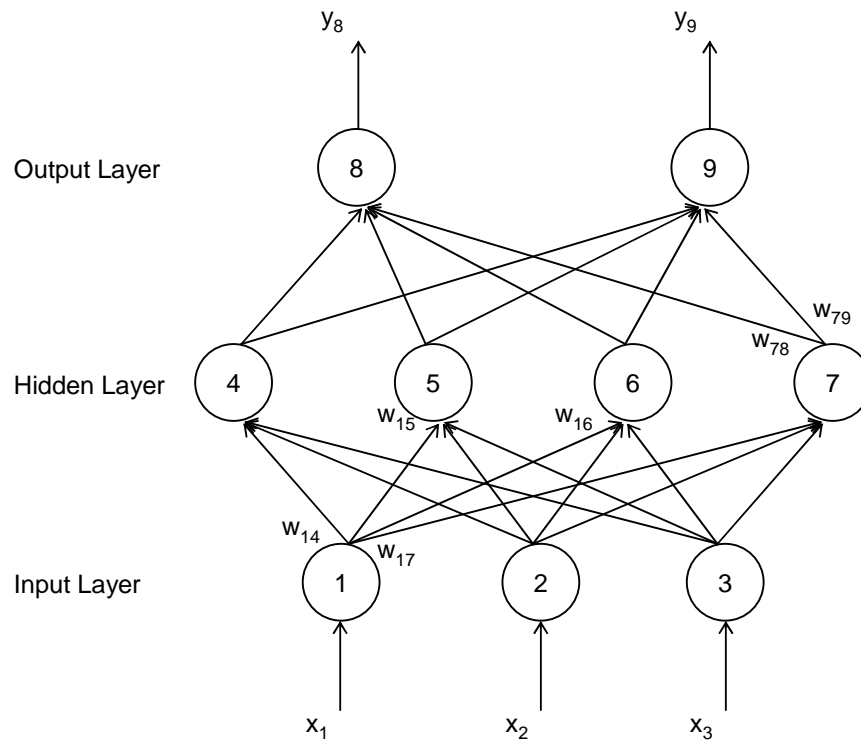 y₈ y₉
Output Layer 8 9
w₇₉
w₇₈
Hidden Layer 4 5 6 7
w₁₅ w₁₆
w₁₄
w₁₇
Input Layer 1 2 3
x₁ x₂ x₃